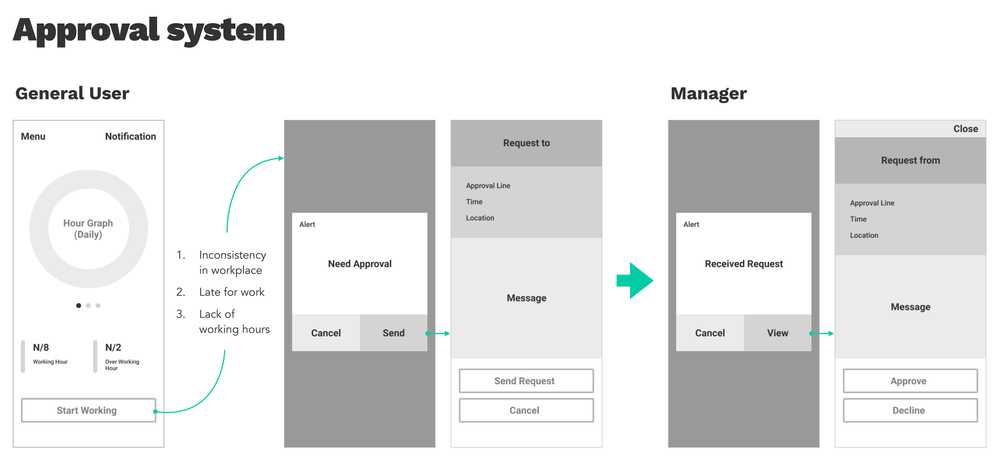 Approval system
General User
Manager
Menu
Notification
Hour Graph
(Daily)
N/8
Working Hour
N/2
Over Working
Hour
Start Working
1. Inconsistency
in workplace
2. Late for work
3. Lack of
working hours
Alert
Need Approval
Cancel
Send
Request to
Approval Line
Time
Location
Message
Send Request
Cancel
Alert
Received Request
Cancel
View
Close
Request from
Approval Line
Time
Location
Message
Approve
Decline